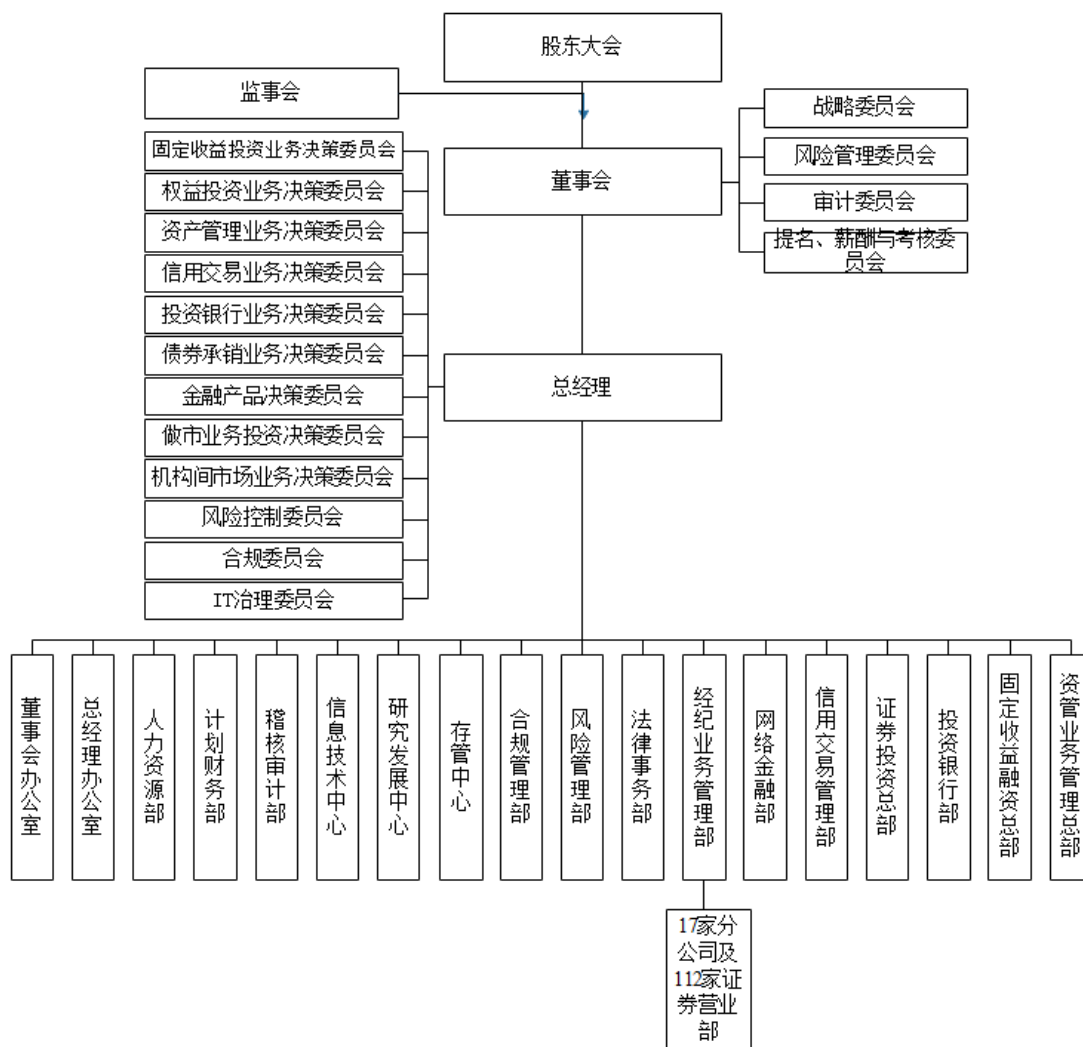 股东大会
监事会
战略委员会
固定收益投资业务决策委员会
董事会
风险管理委员会
权益投资业务决策委员会
审计委员会
资产管理业务决策委员会
提名、薪酬与考核委
员会
信用交易业务决策委员会
投资银行业务决策委员会
债券承销业务决策委员会
总经理
金融产品决策委员会
做市业务投资决策委员会
机构间市场业务决策委员会
风险控制委员会
合规委员会
IT治理委员会
董事会办公室
总经理办公室
人力资源部
计划财务部
稽核审计部
信息技术中心
研究发展中心
存管中心
合规管理部
风险管理部
法律事务部
经纪业务管理部
网络金融部
信用交易管理部
证券投资总部
投资银行部
固定收益融资总部
资管业务管理总部
17家分
公司及
112家证
券营业
部